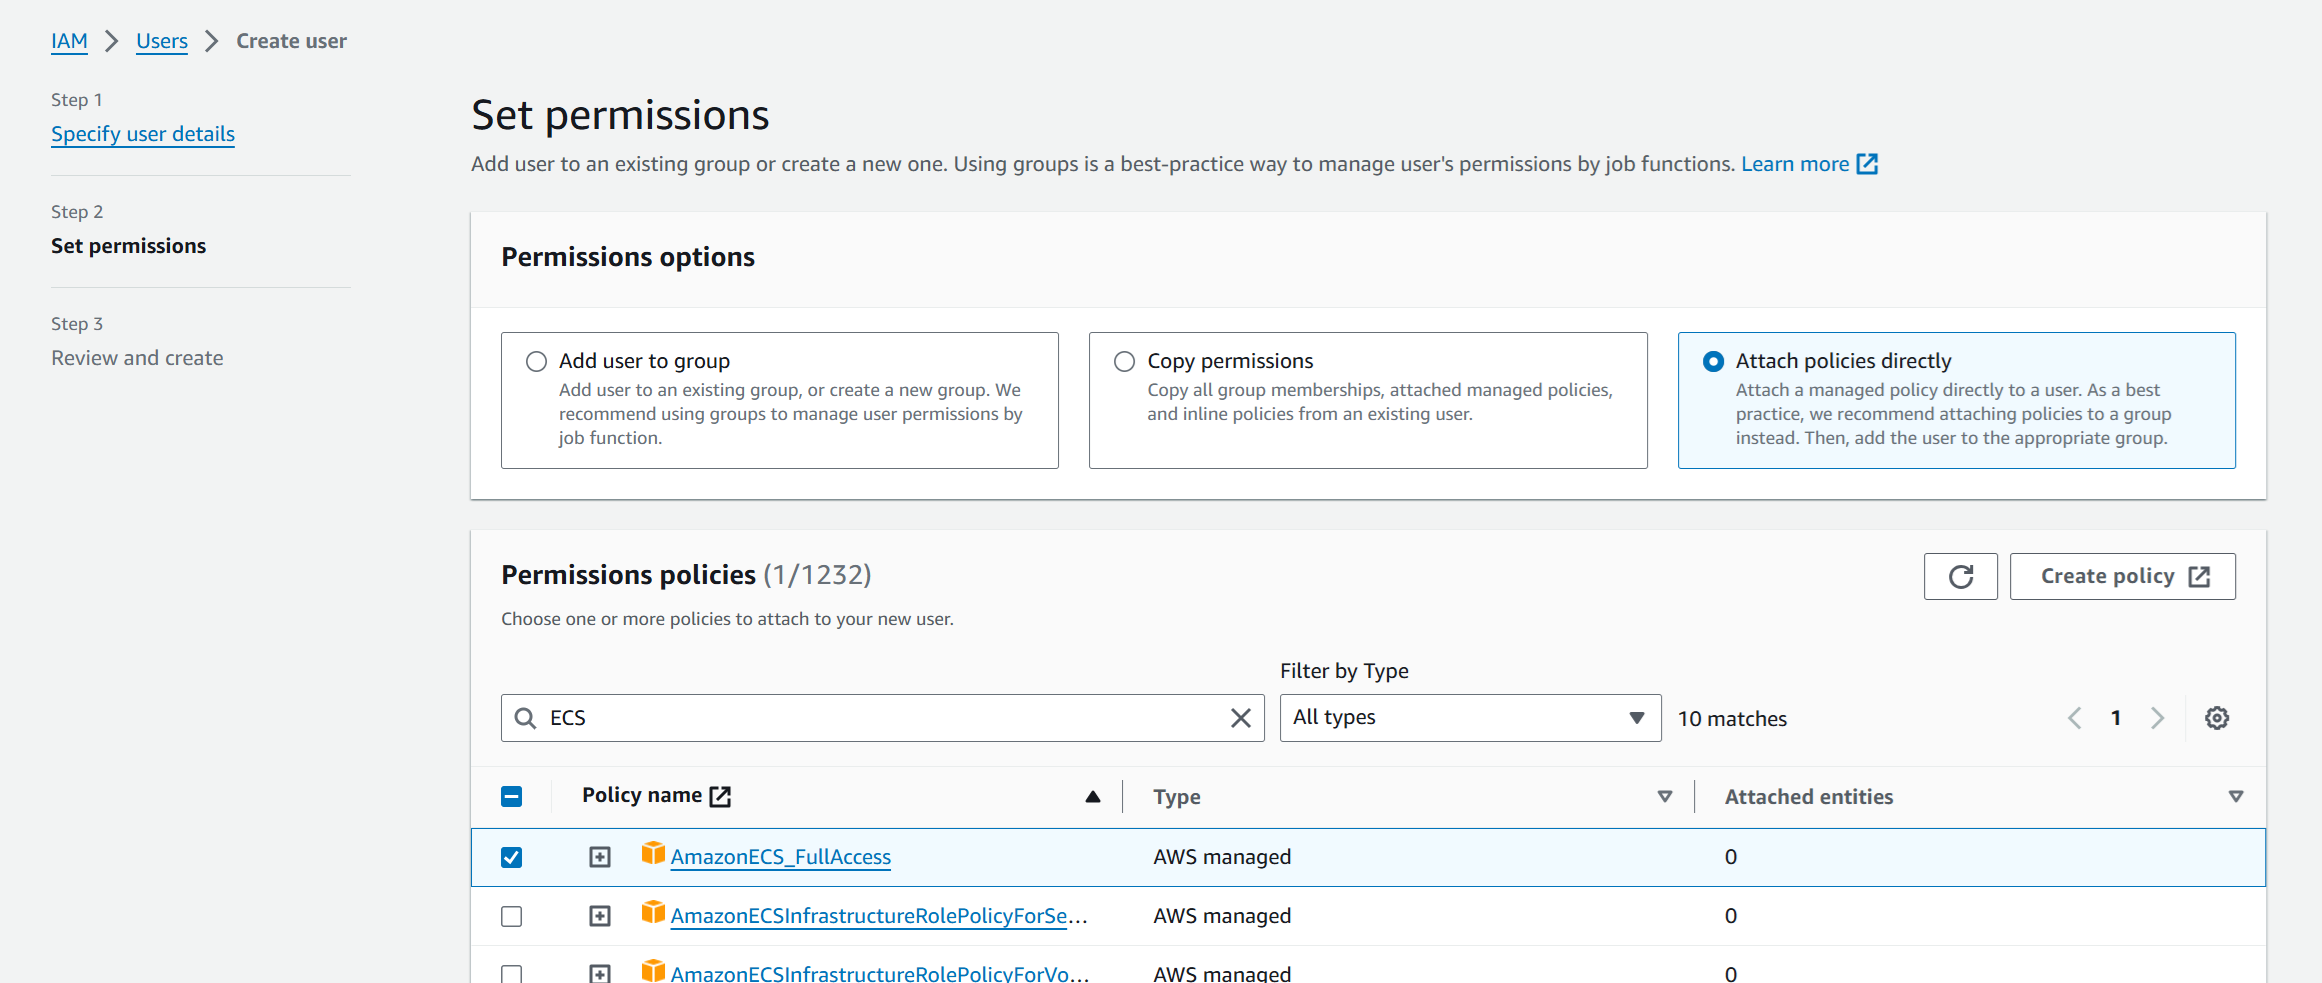 IAM > Users > Create user
Step 1
Specify user details
Step 2
Set permissions
Step 3
Review and create
Set permissions
Add user to an existing group or create a new one. Using groups is a best-practice way to manage user's permissions by job functions. Learn more
Permissions options
Add user to group
Add user to an existing group, or create a new group. We
recommend using groups to manage user permissions by
job function.
Copy permissions
Copy all group memberships, attached managed policies,
and inline policies from an existing user.
Attach policies directly
Attach a managed policy directly to a user. As a best
practice, we recommend attaching policies to a group
instead. Then, add the user to the appropriate group.
Permissions policies (1/1232)
Choose one or more policies to attach to your new user.
Create policy
Filter by Type
ECS
All types
10 matches
1
Policy name Type Attached entities
AmazonECS_FullAccess AWS managed 0
AmazonECSInfrastructureRolePolicyForSe... AWS managed 0
AmazonECSInfrastructureRolePolicyForVo... AWS managed 0